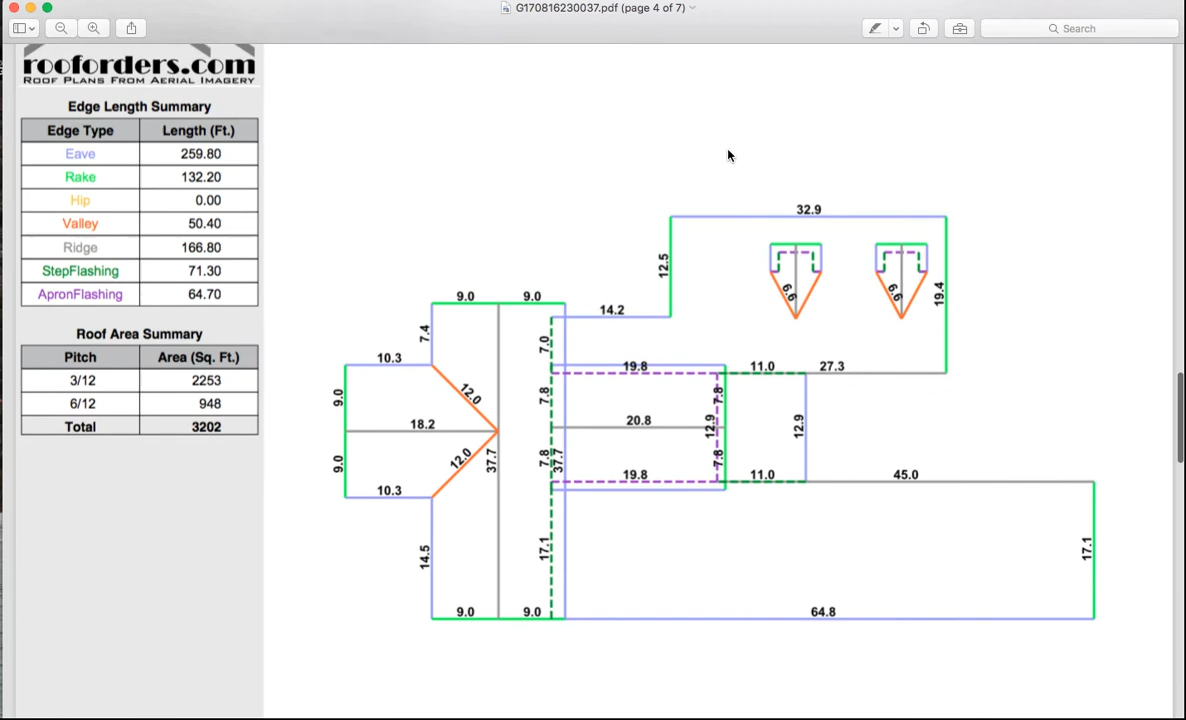 G170816230037.pdf (page 4 of 7)
Search
rooforders.com
ROOF PLANS FROM AERIAL IMAGERY
Edge Length Summary
Edge Type Length (Ft.)
Eave 259.80
Rake 132.20
Hip 0.00
Valley 50.40
Ridge 166.80
StepFlashing 71.30
ApronFlashing 64.70
Roof Area Summary
Pitch Area (Sq. Ft.)
3/12 2253
6/12 948
Total 3202
32.9
12.5
6.6
6.6
19.4
9.0 9.0
14.2
7.4
7.0
10.3
19.8 11.0 27.3
9.0
12.0
7.8
7.8
18.2
20.8
12.9
12.9
9.0
12.0
37.7
7.8
37.7
7.8
19.8 11.0 45.0
10.3
14.5
17.1
17.1
9.0 9.0 64.8